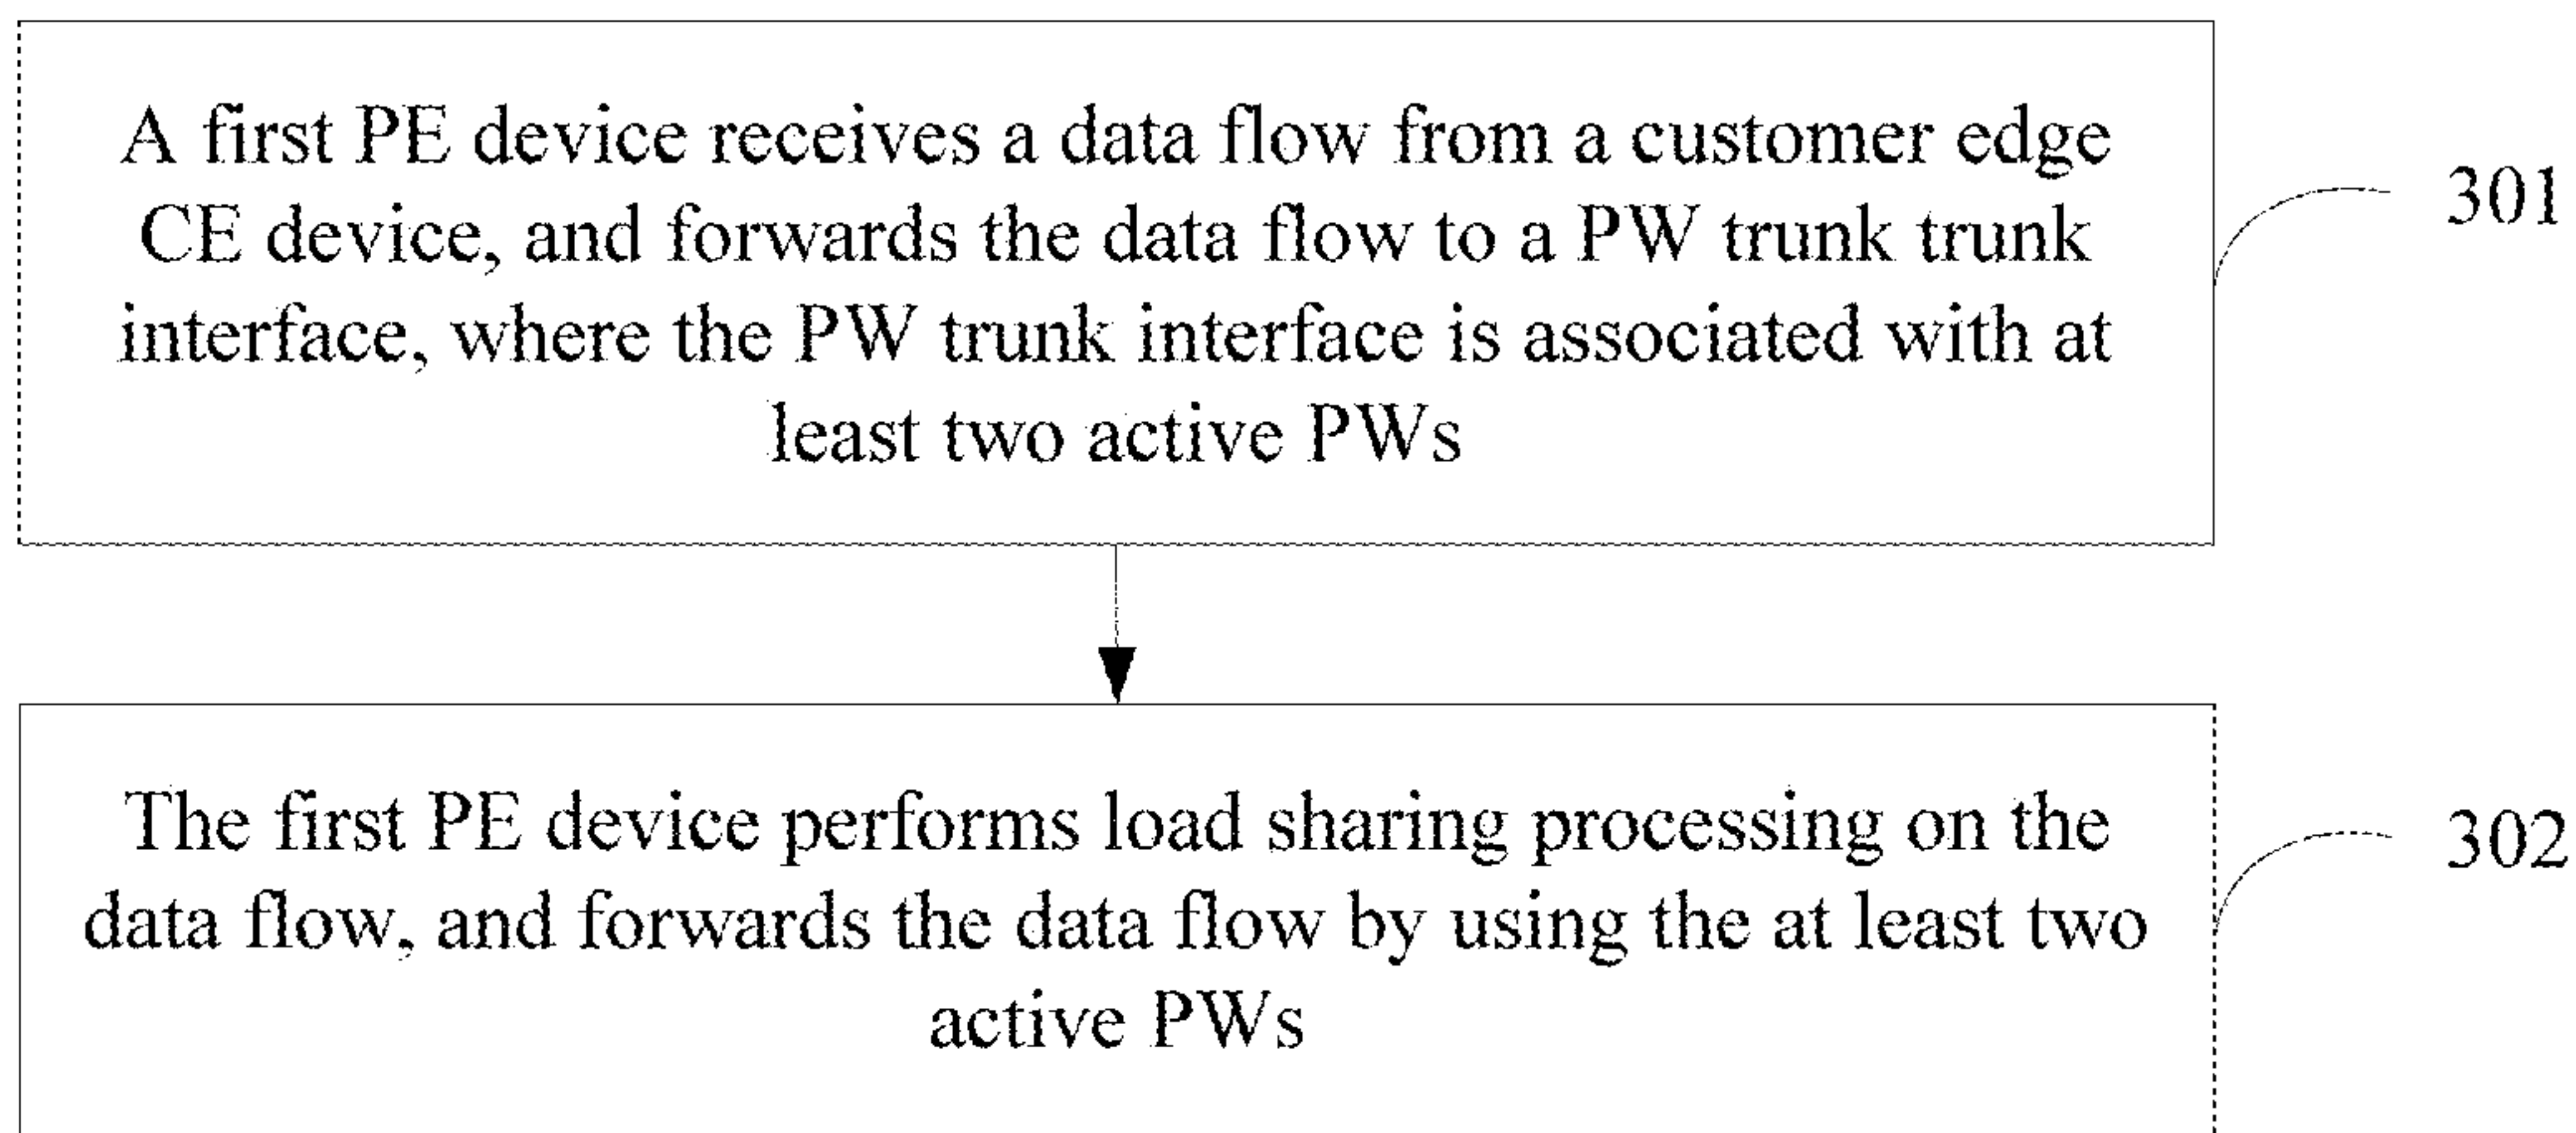 A first PE device receives a data flow from a customer edge
CE device, and forwards the data flow to a PW trunk trunk
interface, where the PW trunk interface is associated with at
least two active PWs
301
The first PE device performs load sharing processing on the
data flow, and forwards the data flow by using the at least two
active PWs
302